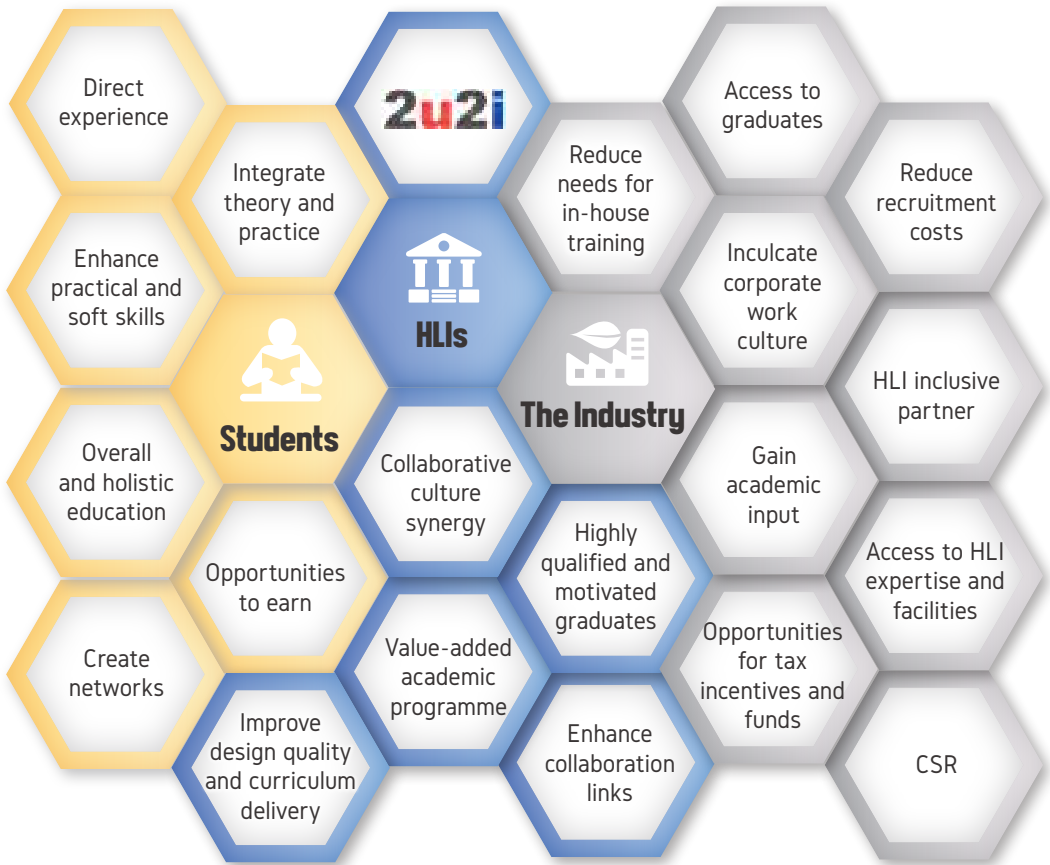 Direct
experience
Integrate
theory and
practice
Enhance
practical and
soft skills
Students
Overall
and holistic
education
Opportunities
to earn
Create
networks
2u2i
HLIs
Collaborative
culture
synergy
Highly
qualified and
motivated
graduates
Value-added
academic
programme
Improve
design quality
and curriculum
delivery
Enhance
collaboration
links
Reduce
needs for
in-house
training
Access to
graduates
Reduce
recruitment
costs
Inculcate
corporate
work
culture
The Industry
HLI inclusive
partner
Gain
academic
input
Access to HLI
expertise and
facilities
Opportunities
for tax
incentives and
funds
CSR